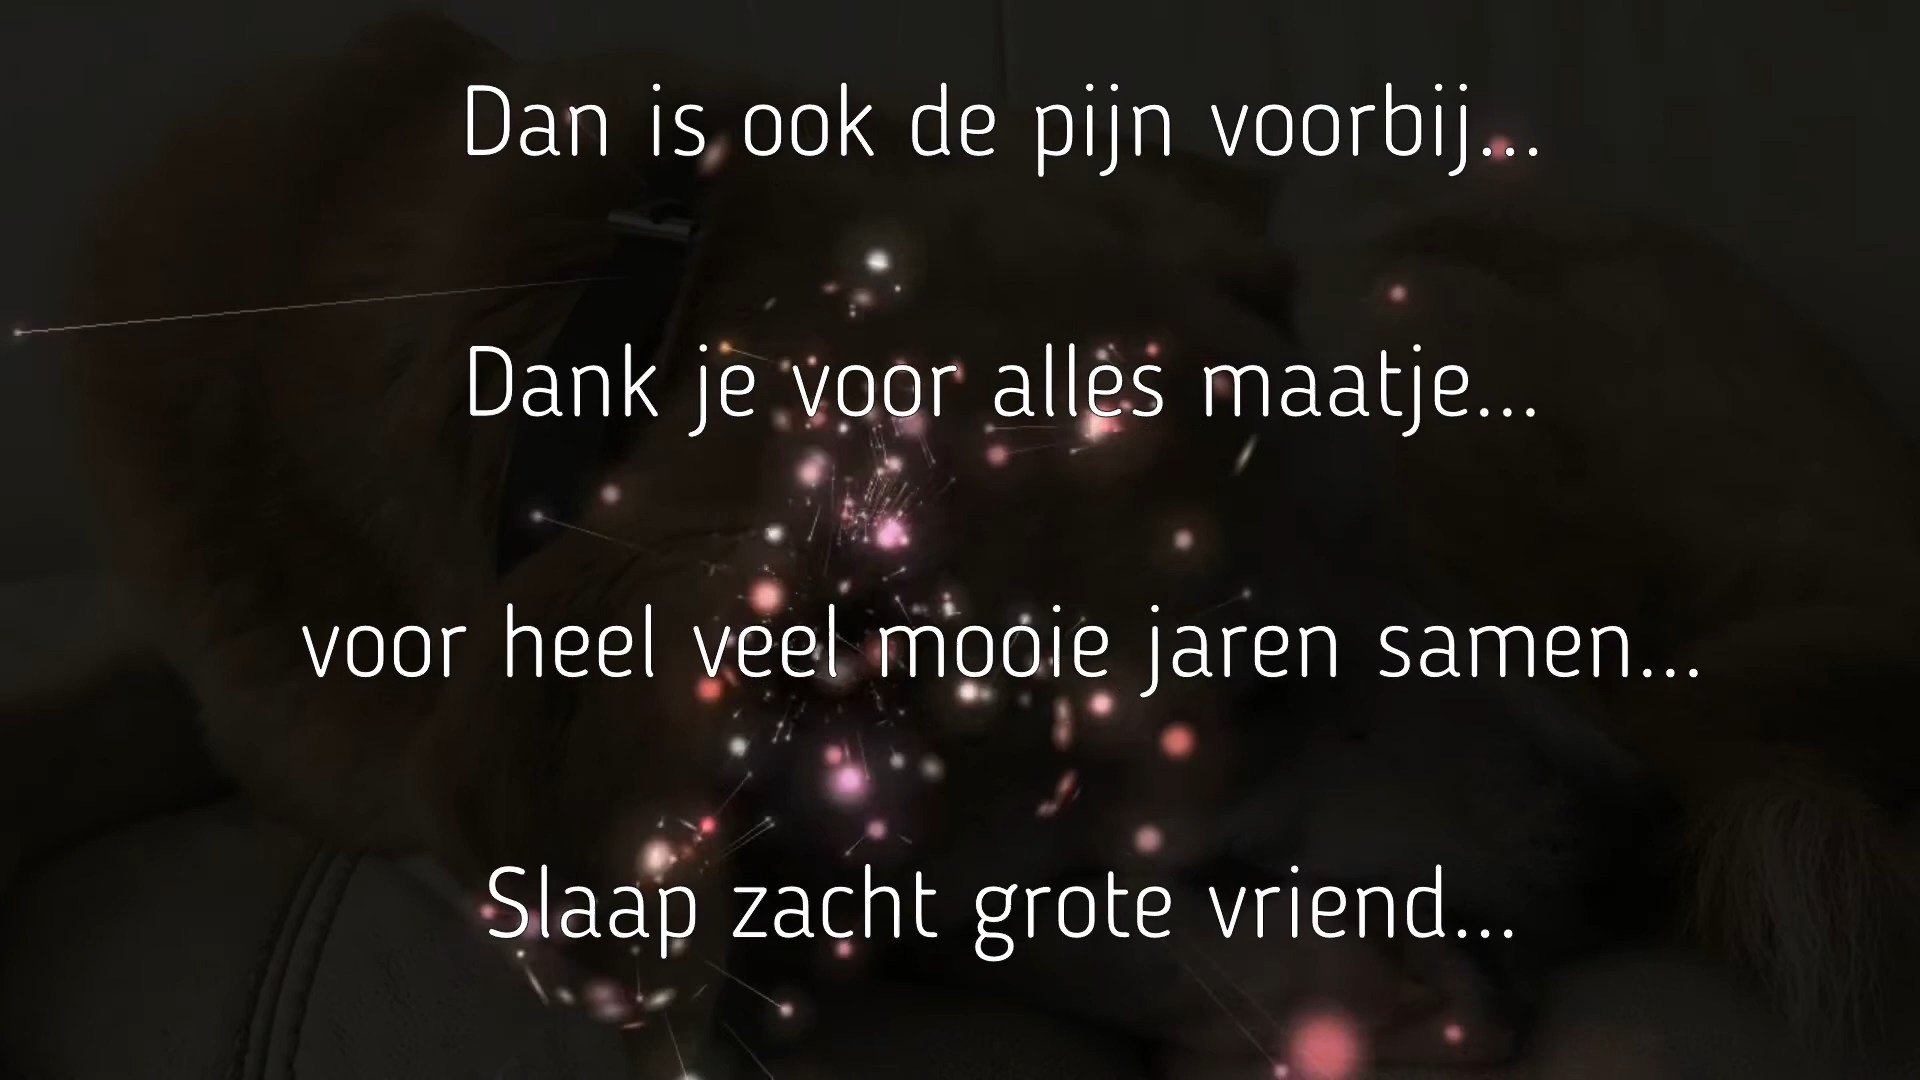 Dan is ook de pijn voorbij...
Dank je voor alles maatje...
voor heel veel mooie jaren samen...
Slaap zacht grote vriend...